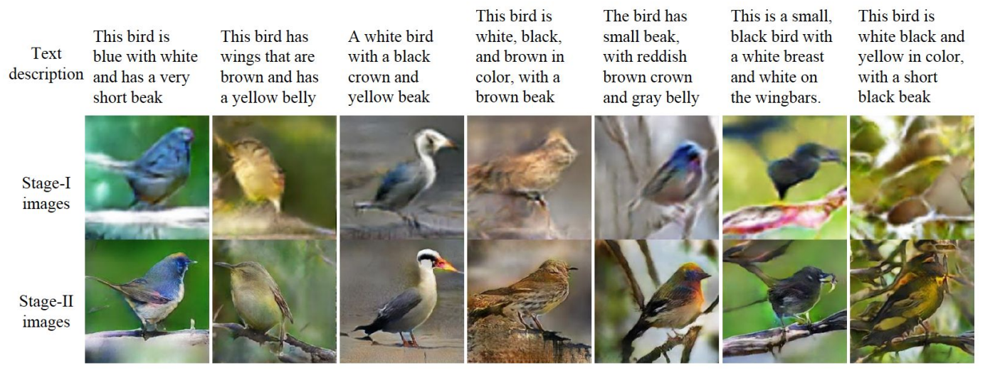 Text
description
This bird is
blue with white
and has a very
short beak
This bird has
wings that are
brown and has
a yellow belly
A white bird
with a black
crown and
yellow beak
This bird is
white, black,
and brown in
color, with a
brown beak
The bird has
small beak,
with reddish
brown crown
and gray belly
This is a small,
black bird with
a white breast
and white on
the wingbars.
This bird is
white black and
yellow in color,
with a short
black beak
Stage-I
images
Stage-II
images